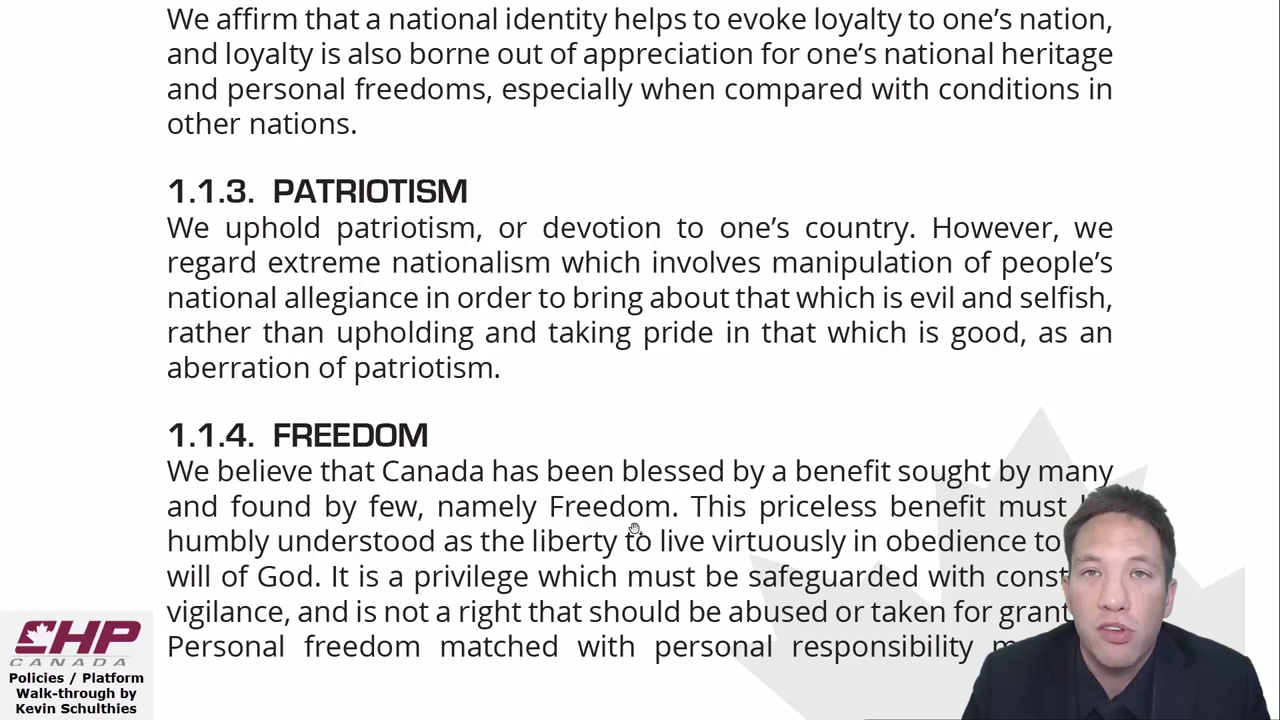 We affirm that a national identity helps to evoke loyalty to one’s nation,
and loyalty is also borne out of appreciation for one’s national heritage
and personal freedoms, especially when compared with conditions in
other nations.
1.1.3. PATRIOTISM
We uphold patriotism, or devotion to one’s country. However, we
regard extreme nationalism which involves manipulation of people’s
national allegiance in order to bring about that which is evil and selfish,
rather than upholding and taking pride in that which is good, as an
aberration of patriotism.
1.1.4. FREEDOM
We believe that Canada has been blessed by a benefit sought by many
and found by few, namely Freedom. This priceless benefit must
humbly understood as the liberty to live virtuously in obedience to
will of God. It is a privilege which must be safeguarded with
vigilance, and is not a right that should be abused or taken for
Personal freedom matched with personal responsibility
CHP
CANADA
Policies / Platform
Walk-through by
Kevin Schulthies